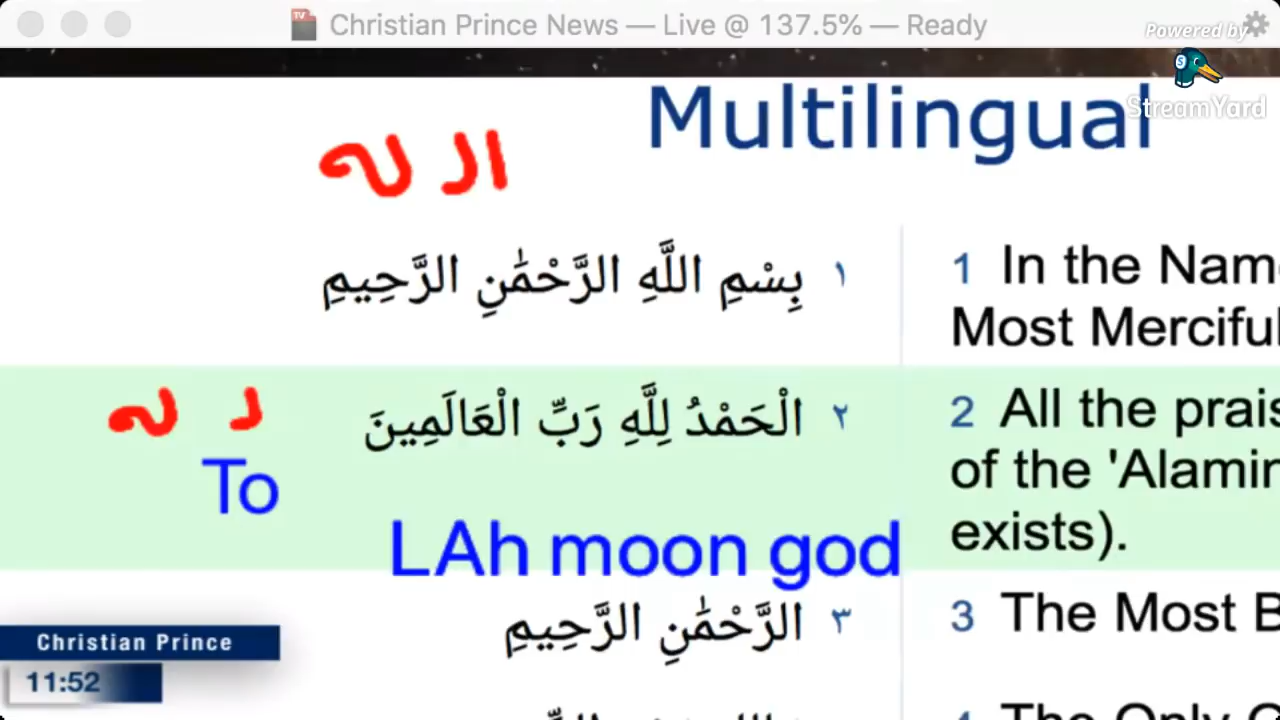 Christian Prince News — Live @ 137.5% — Ready
Powered by
StreamYard
Multilingual
ال له
١ بِسْمِ اللَّهِ الرَّحْمَٰنِ الرَّحِيمِ
1 In the Nam
Most Merciful
٢ الْحَمْدُ لِلَّهِ رَبِّ الْعَالَمِينَ
2 All the prais
of the 'Alamin
exists).
To
LAh moon god
٣ الرَّحْمَٰنِ الرَّحِيمِ
3 The Most B
Christian Prince
11:52
The Only O